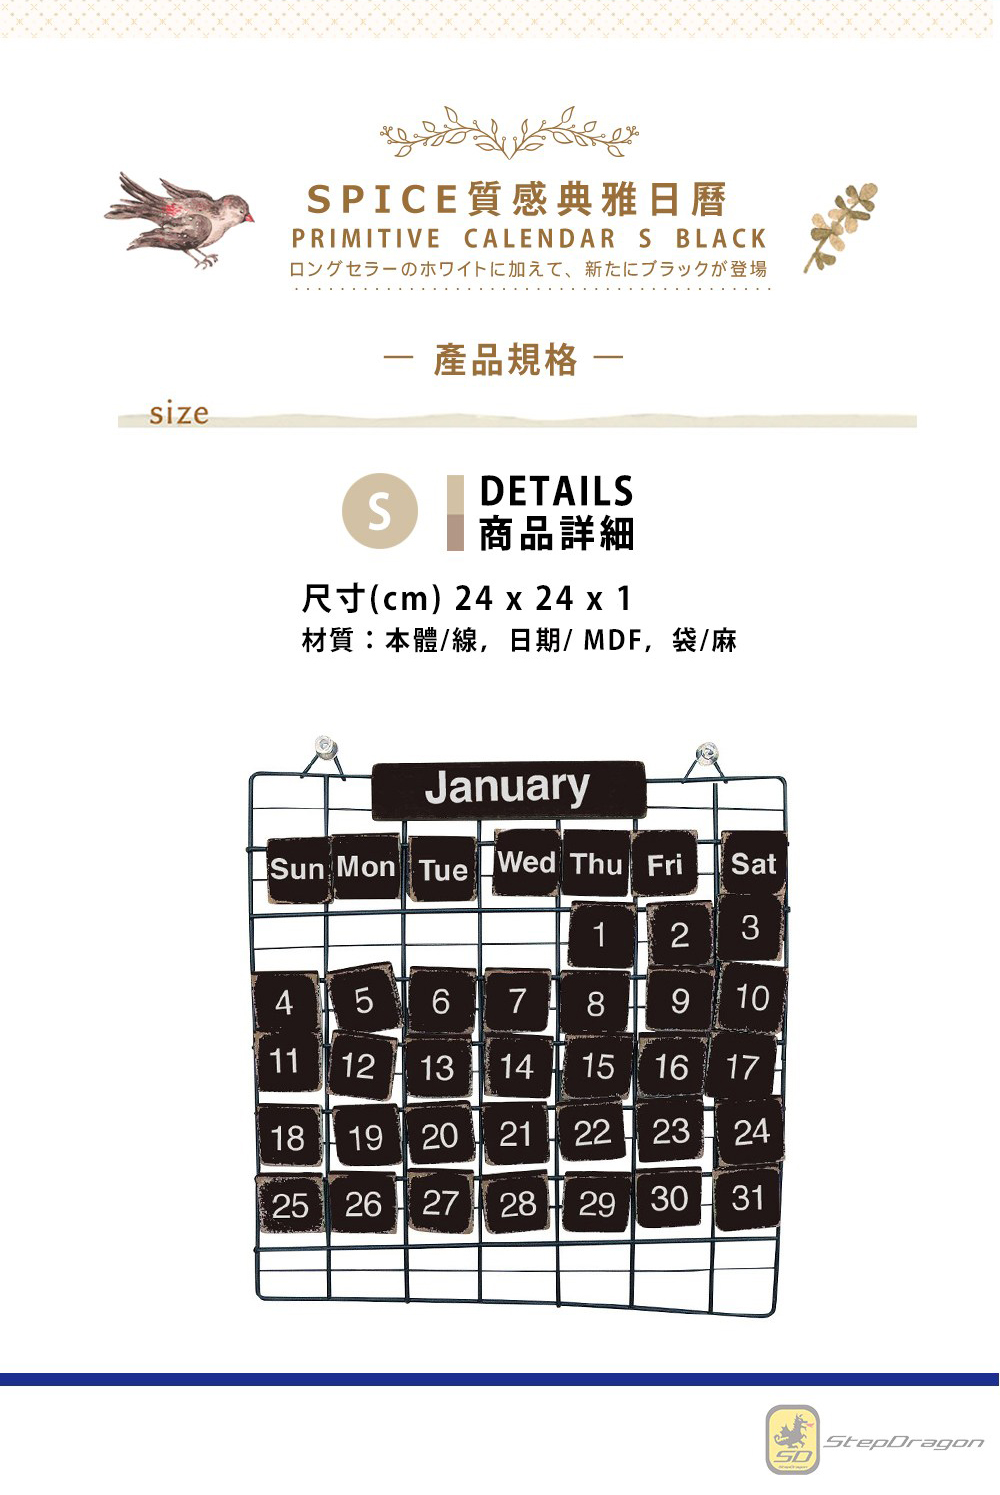 SPICE質感典雅日曆
PRIMITIVE CALENDAR S BLACK
ロングセラーのホワイトに加えて、新たにブラックが登場
— 產品規格 —
size
S
DETAILS
商品詳細
尺寸(cm) 24 x 24 x 1
材質：本體/線, 日期/ MDF, 袋/麻
January
Sun Mon Tue Wed Thu Fri Sat
1 2 3
4 5 6 7 8 9 10
11 12 13 14 15 16 17
18 19 20 21 22 23 24
25 26 27 28 29 30 31
SD
StepDragon